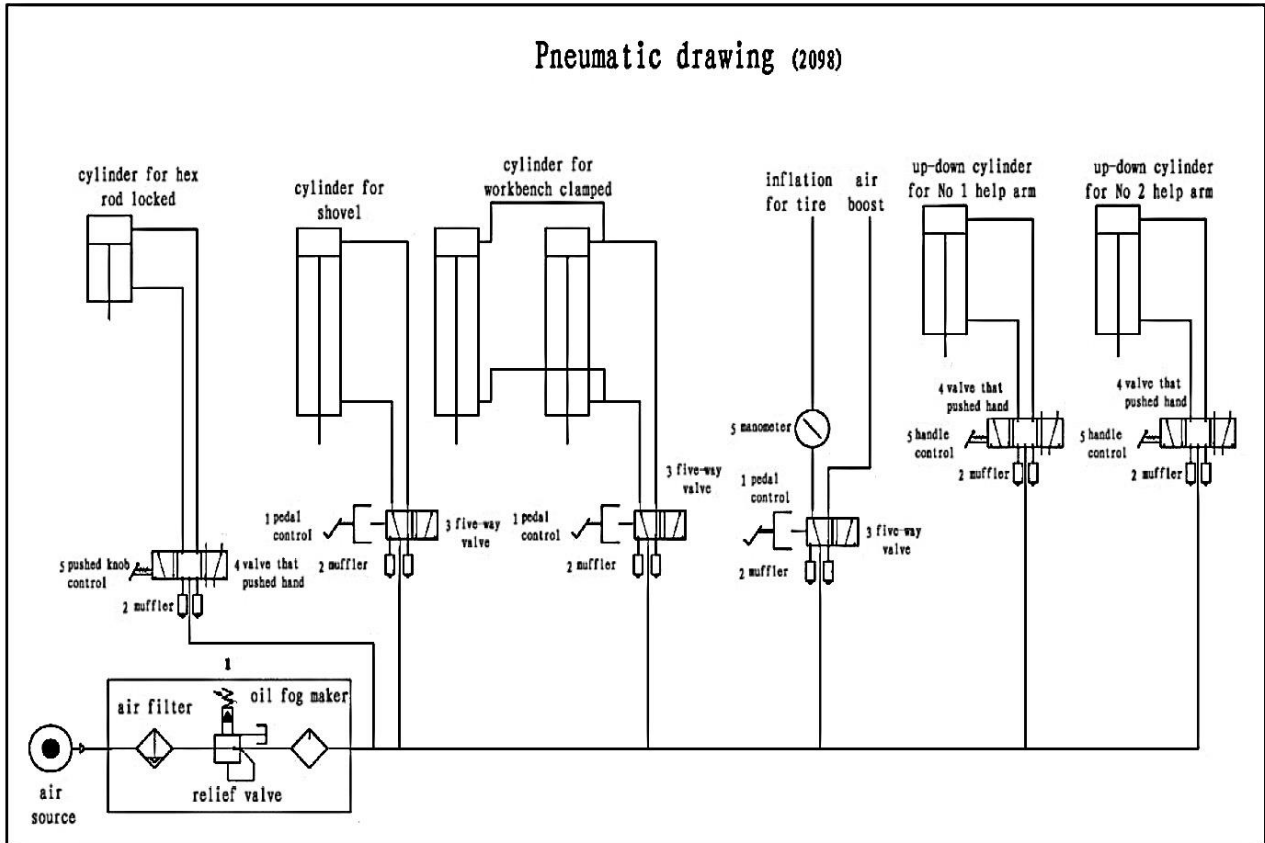 Pneumatic drawing (2098)
cylinder for hex
rod locked
cylinder for
shovel
cylinder for
workbench clamped
inflation
for tire
air
boost
up-down cylinder
for No 1 help arm
up-down cylinder
for No 2 help arm
5 manometer
4 valve that
pushed hand
5 handle
control
2 muffler
4 valve that
pushed hand
5 handle
control
2 muffler
5 pushed knob
control
4 valve that
pushed hand
2 muffler
1 pedal
control
3 five-way
valve
2 muffler
1 pedal
control
3 five-way
valve
2 muffler
1 pedal
control
3 five-way
valve
2 muffler
1
air filter
oil fog maker
relief valve
air
source